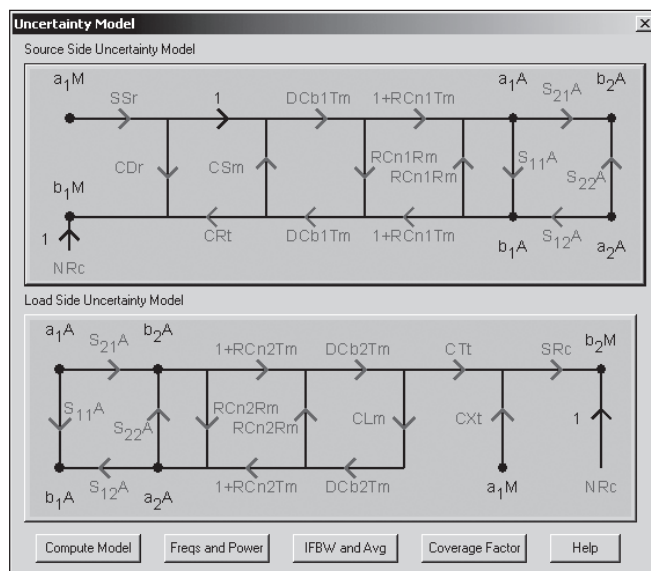 Uncertainty Model
Source Side Uncertainty Model
a1M SSr 1 DCb1Tm 1+RCn1Tm a1A S21A b2A
CDr CSm RCn1Rm RCn1Rm S11A S22A
b1M CRt DCb1Tm 1+RCn1Tm b1A S12A a2A
1
NRc
Load Side Uncertainty Model
a1A S21A b2A 1+RCn2Tm DCb2Tm CTt SRc b2M
S11A S22A RCn2Rm RCn2Rm CLm CXt 1
b1A S12A a2A 1+RCn2Tm DCb2Tm a1M NRc
Compute Model Freqs and Power IFBW and Avg Coverage Factor Help